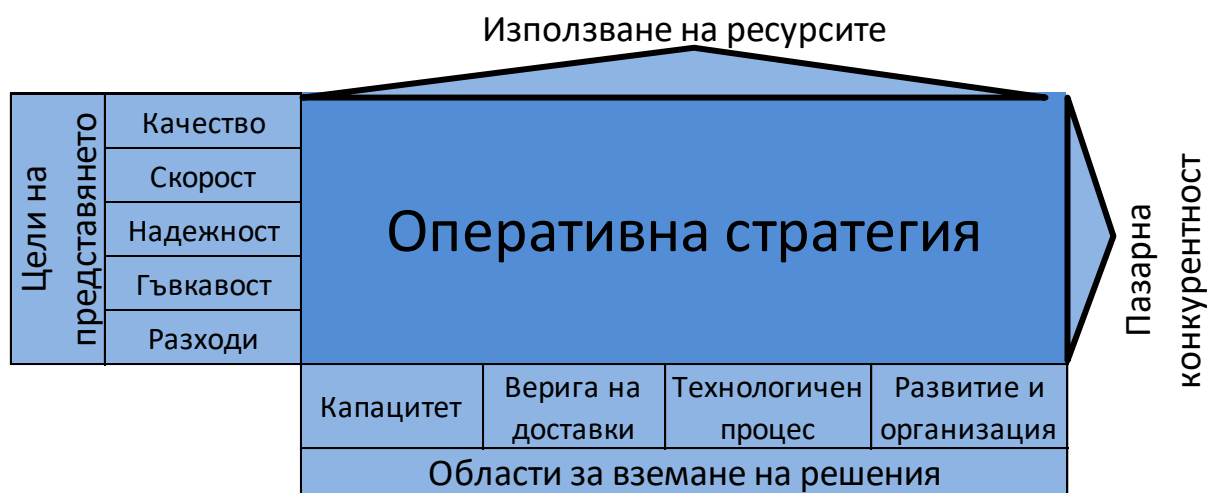 Използване на ресурсите
Цели на
представянето
Качество
Скорост
Надежност
Гъвкавост
Разходи
Оперативна стратегия
Пазарна
конкурентност
Капацитет
Верига на
доставки
Технологичен
процес
Развитие и
организация
Области за вземане на решения